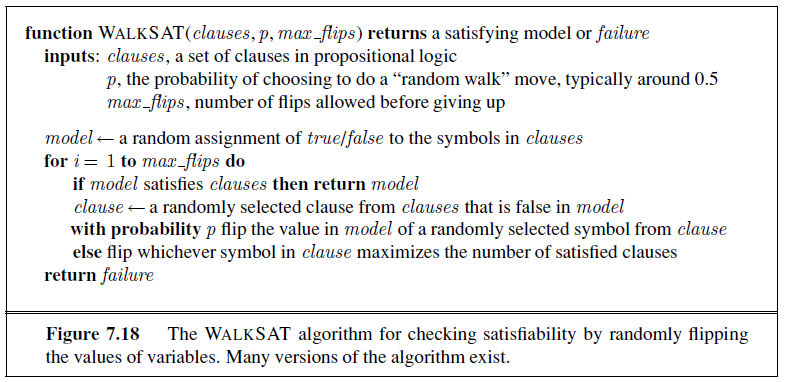 function WALKSAT(clauses, p, max_flips) returns a satisfying model or failure
inputs: clauses, a set of clauses in propositional logic
p, the probability of choosing to do a “random walk” move, typically around 0.5
max_flips, number of flips allowed before giving up
model ← a random assignment of true/false to the symbols in clauses
for i = 1 to max_flips do
if model satisfies clauses then return model
clause ← a randomly selected clause from clauses that is false in model
with probability p flip the value in model of a randomly selected symbol from clause
else flip whichever symbol in clause maximizes the number of satisfied clauses
return failure
Figure 7.18 The WALKSAT algorithm for checking satisfiability by randomly flipping
the values of variables. Many versions of the algorithm exist.